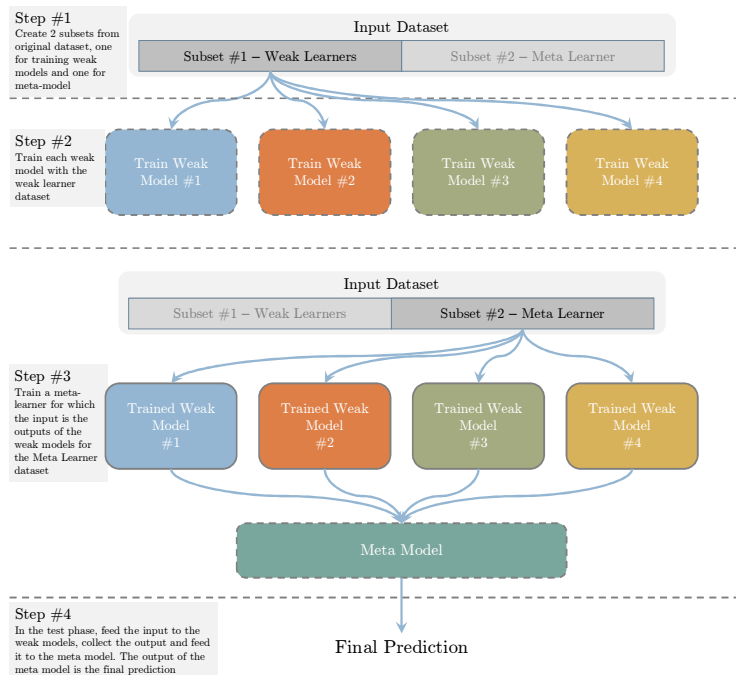 Step #1
Create 2 subsets from
original dataset, one
for training weak
models and one for
meta-model
Input Dataset
Subset #1 – Weak Learners
Subset #2 – Meta Learner
Step #2
Train each weak
model with the
weak learner
dataset
Train Weak
Model #1
Train Weak
Model #2
Train Weak
Model #3
Train Weak
Model #4
Input Dataset
Subset #1 – Weak Learners
Subset #2 – Meta Learner
Step #3
Train a meta-
learner for which
the input is the
outputs of the
weak models for
the Meta Learner
dataset
Trained Weak
Model
#1
Trained Weak
Model
#2
Trained Weak
Model
#3
Trained Weak
Model
#4
Meta Model
Step #4
In the test phase, feed the input to the
weak models, collect the output and feed
it to the meta model. The output of the
meta model is the final prediction
Final Prediction